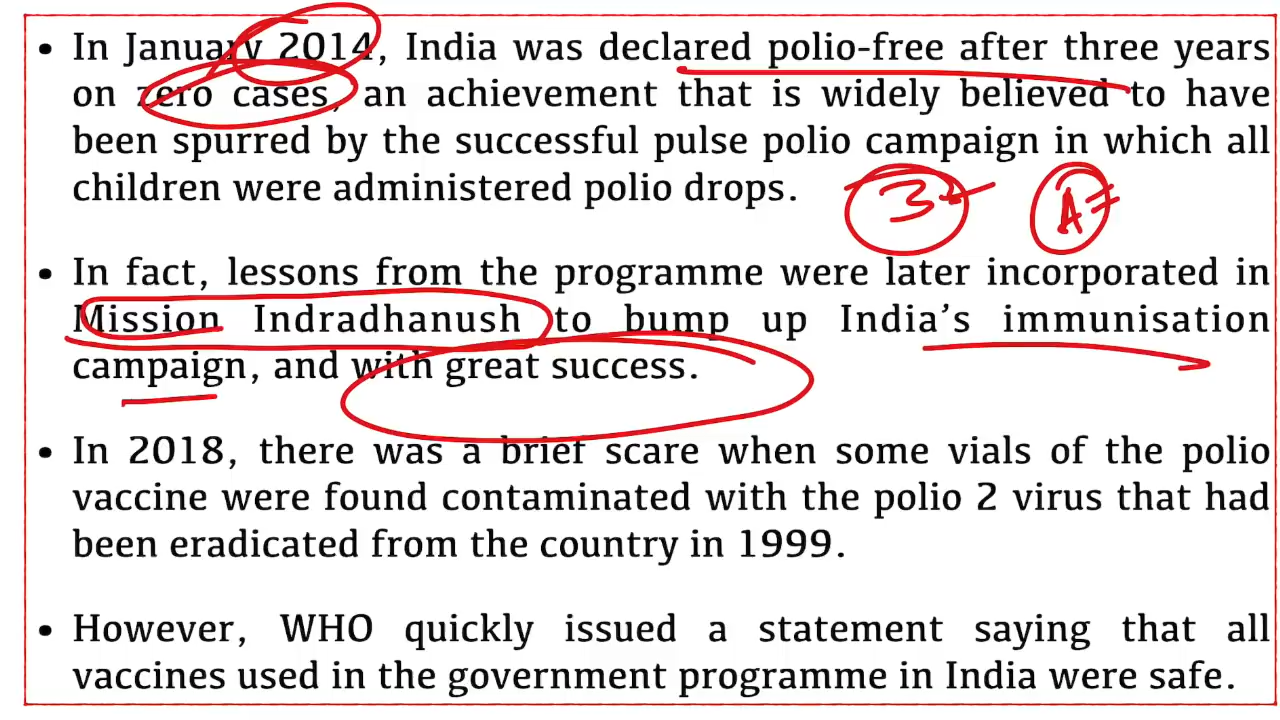 • In January 2014, India was declared polio-free after three years
on zero cases, an achievement that is widely believed to have
been spurred by the successful pulse polio campaign in which all
children were administered polio drops.
3
A
• In fact, lessons from the programme were later incorporated in
Mission Indradhanush to bump up India's immunisation
campaign, and with great success.
• In 2018, there was a brief scare when some vials of the polio
vaccine were found contaminated with the polio 2 virus that had
been eradicated from the country in 1999.
• However, WHO quickly issued a statement saying that all
vaccines used in the government programme in India were safe.